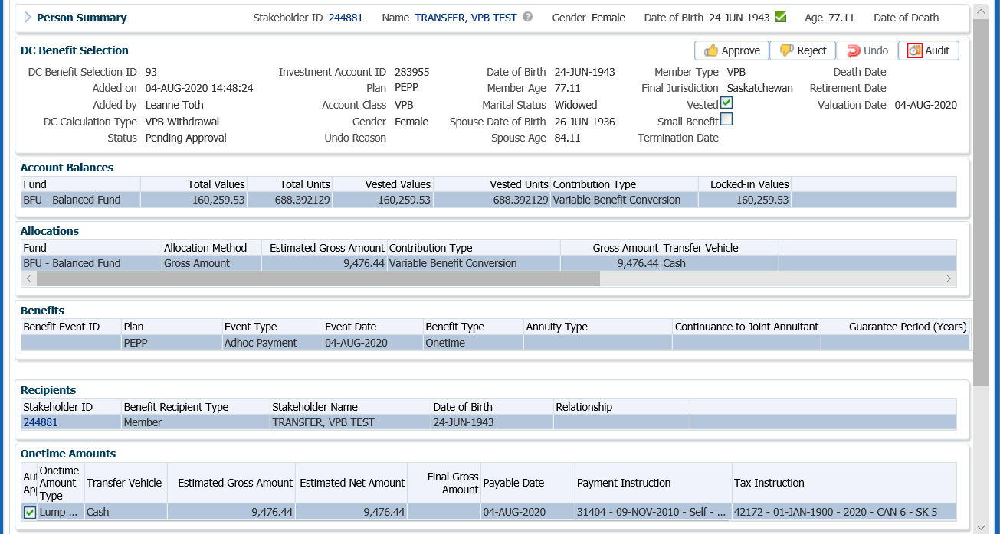 Person Summary Stakeholder ID 244881 Name TRANSFER, VPB TEST Gender Female Date of Birth 24-JUN-1943 Age 77.11 Date of Death
DC Benefit Selection Approve Reject Undo Audit
DC Benefit Selection ID 93 Investment Account ID 283955 Date of Birth 24-JUN-1943 Member Type VPB Death Date
Added on 04-AUG-2020 14:48:24 Plan PEPP Member Age 77.11 Final Jurisdiction Saskatchewan Retirement Date
Added by Leanne Toth Account Class VPB Marital Status Widowed Vested Valuation Date 04-AUG-2020
DC Calculation Type VPB Withdrawal Gender Female Spouse Date of Birth 26-JUN-1936 Small Benefit
Status Pending Approval Undo Reason Spouse Age 84.11 Termination Date
Account Balances
Fund Total Values Total Units Vested Values Vested Units Contribution Type Locked-in Values
BFU - Balanced Fund 160,259.53 688.392129 160,259.53 688.392129 Variable Benefit Conversion 160,259.53
Allocations
Fund Allocation Method Estimated Gross Amount Contribution Type Gross Amount Transfer Vehicle
BFU - Balanced Fund Gross Amount 9,476.44 Variable Benefit Conversion 9,476.44 Cash
Benefits
Benefit Event ID Plan Event Type Event Date Benefit Type Annuity Type Continuance to Joint Annuitant Guarantee Period (Years)
PEPP Adhoc Payment 04-AUG-2020 Onetime
Recipients
Stakeholder ID Benefit Recipient Type Stakeholder Name Date of Birth Relationship
244881 Member TRANSFER, VPB TEST 24-JUN-1943
Onetime Amounts
Aut App Onetime Amount Type Transfer Vehicle Estimated Gross Amount Estimated Net Amount Final Gross Amount Payable Date Payment Instruction Tax Instruction
Lump ... Cash 9,476.44 9,476.44 04-AUG-2020 31404 - 09-NOV-2010 - Self - ... 42172 - 01-JAN-1900 - 2020 - CAN 6 - SK 5